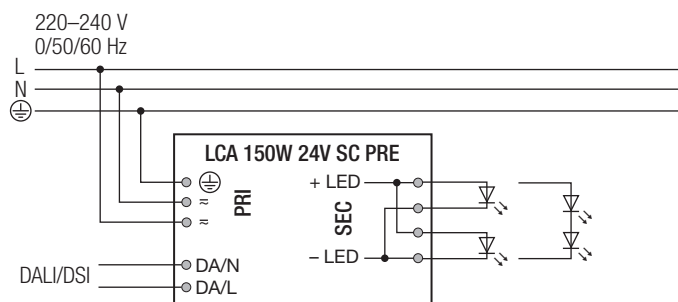 220–240 V
0/50/60 Hz
L
N
LCA 150W 24V SC PRE
PRI
≂
≂
+ LED
SEC
– LED
DALI/DSI
DA/N
DA/L